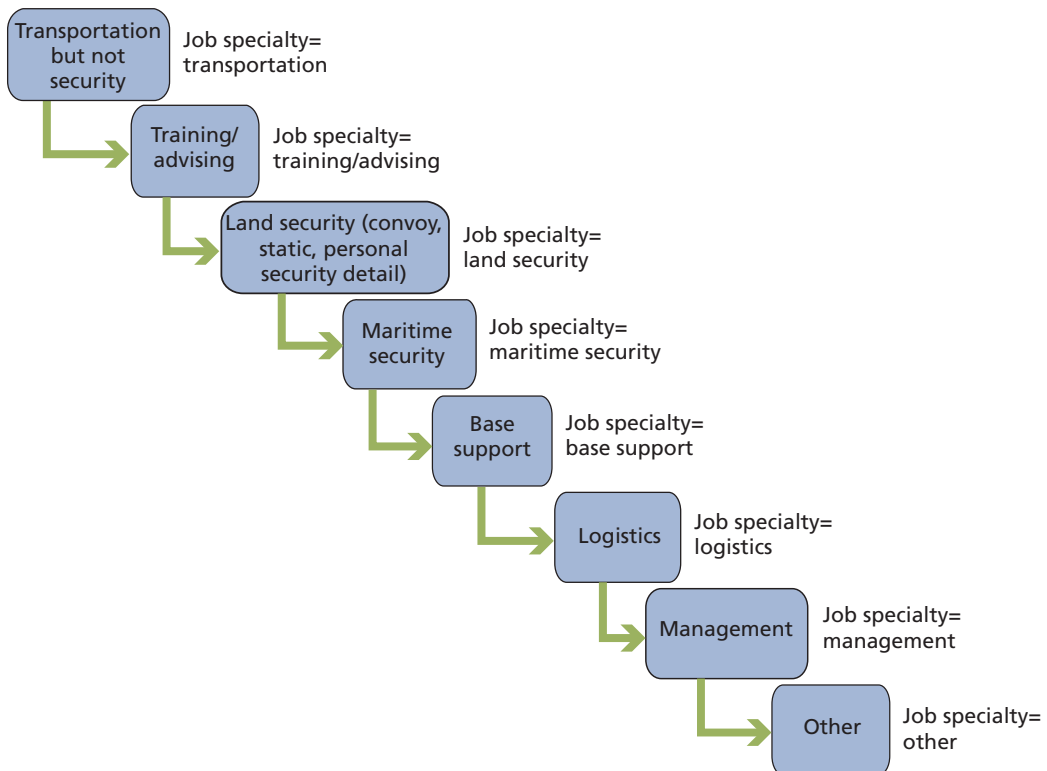 Transportation
but not
security
Job specialty=
transportation
Training/
advising
Job specialty=
training/advising
Land security (convoy,
static, personal
security detail)
Job specialty=
land security
Maritime
security
Job specialty=
maritime security
Base
support
Job specialty=
base support
Logistics
Job specialty=
logistics
Management
Job specialty=
management
Other
Job specialty=
other